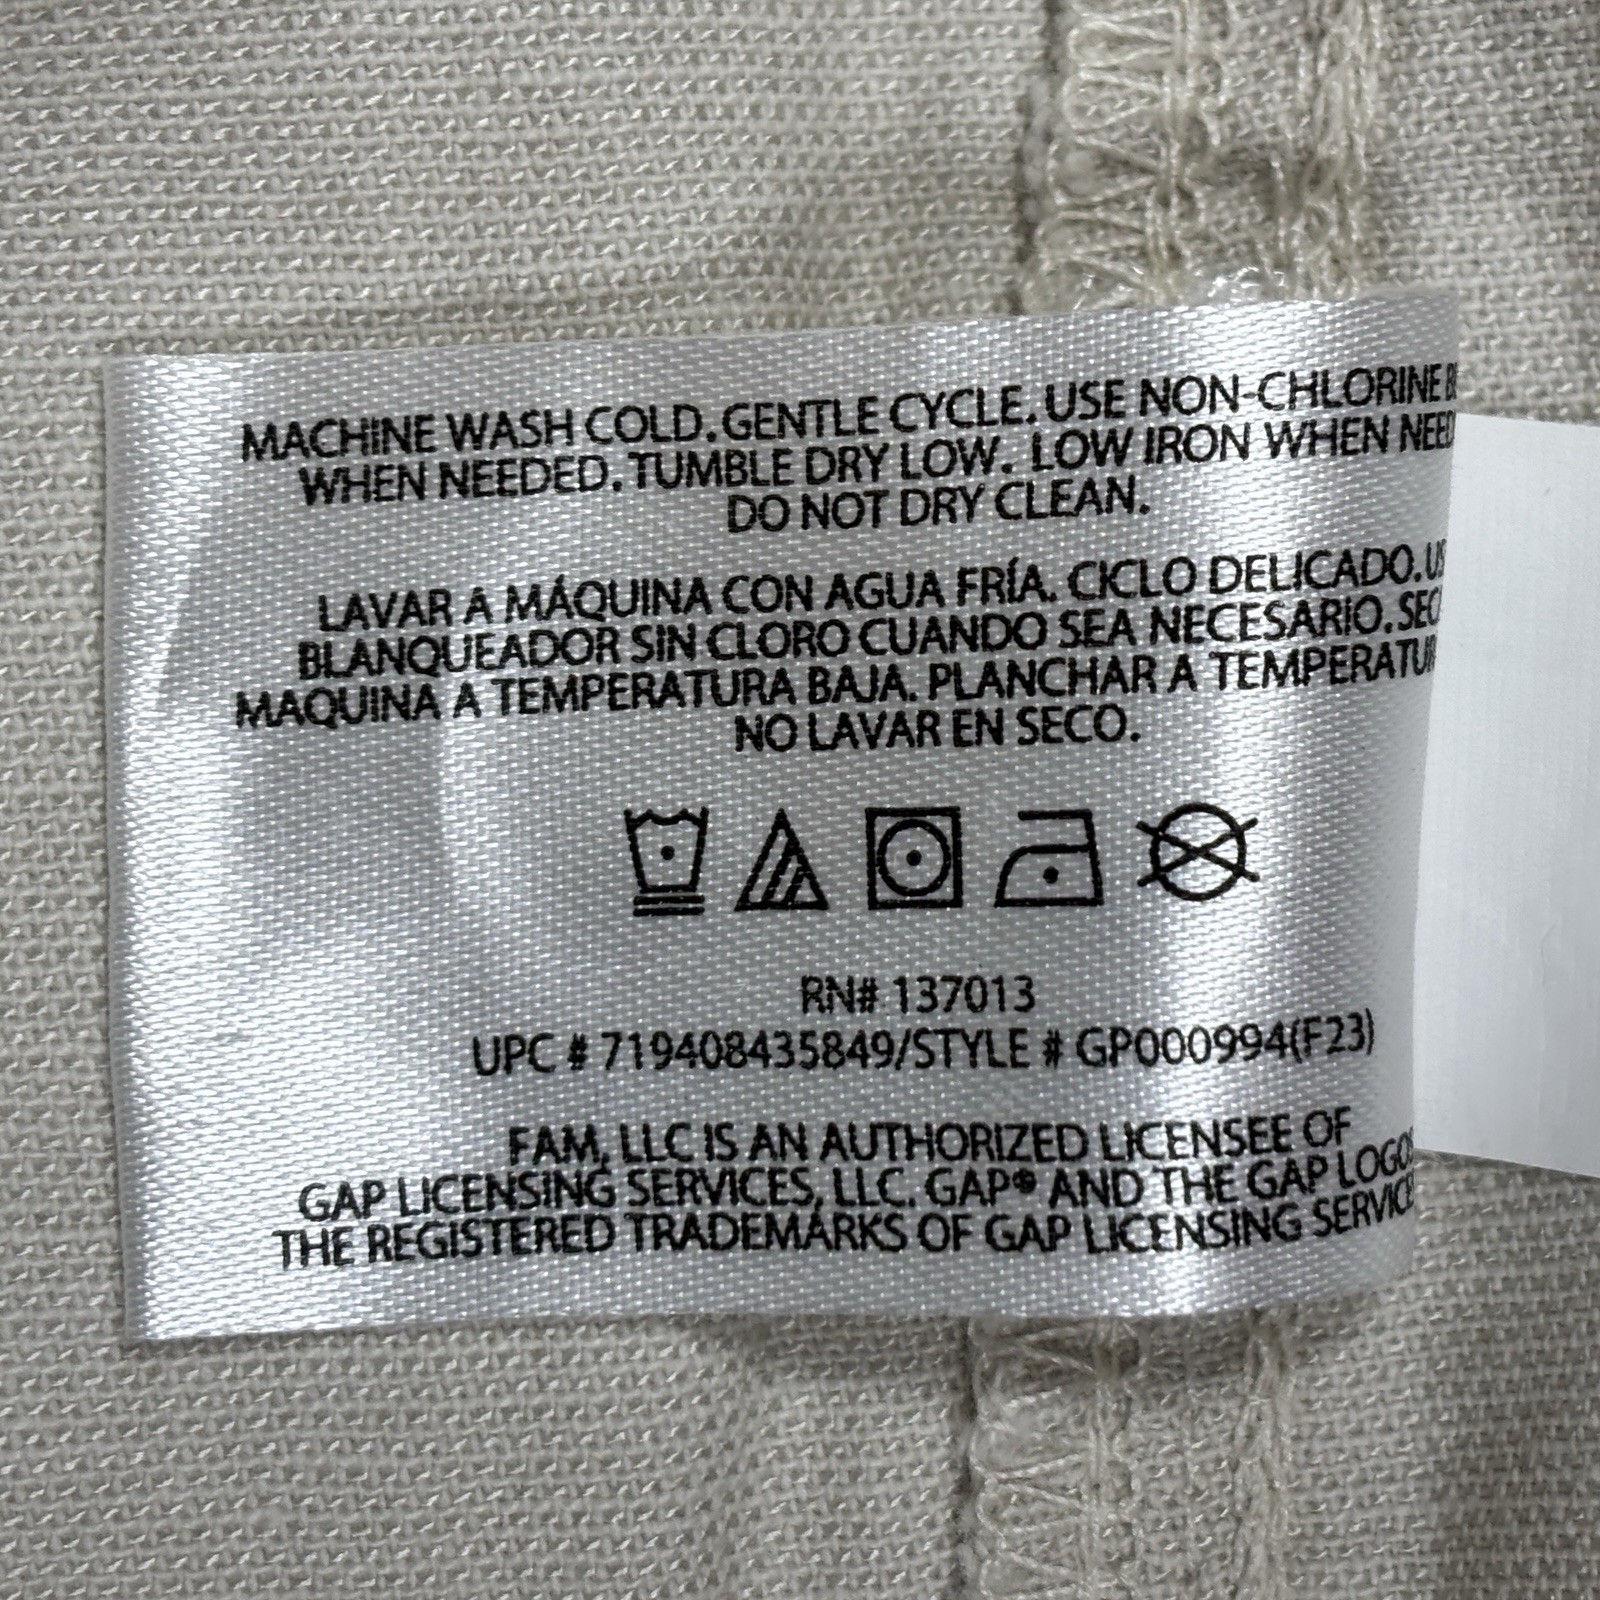 MACHINE WASH COLD. GENTLE CYCLE. USE NON-CHLORINE
WHEN NEEDED. TUMBLE DRY LOW. LOW IRON WHEN
DO NOT DRY CLEAN.
LAVAR A MÁQUINA CON AGUA FRÍA. CICLO DELICADO.
BLANQUEADOR SIN CLORO CUANDO SEA NECESARIO.
MAQUINA A TEMPERATURA BAJA. PLANCHAR A
NO LAVAR EN SECO.
RN# 137013
UPC # 719408435849/STYLE # GP000994(F23)
FAM, LLC IS AN AUTHORIZED LICENSEE OF
GAP LICENSING SERVICES, LLC. GAP® AND THE GAP LOGOS
THE REGISTERED TRADEMARKS OF GAP LICENSING